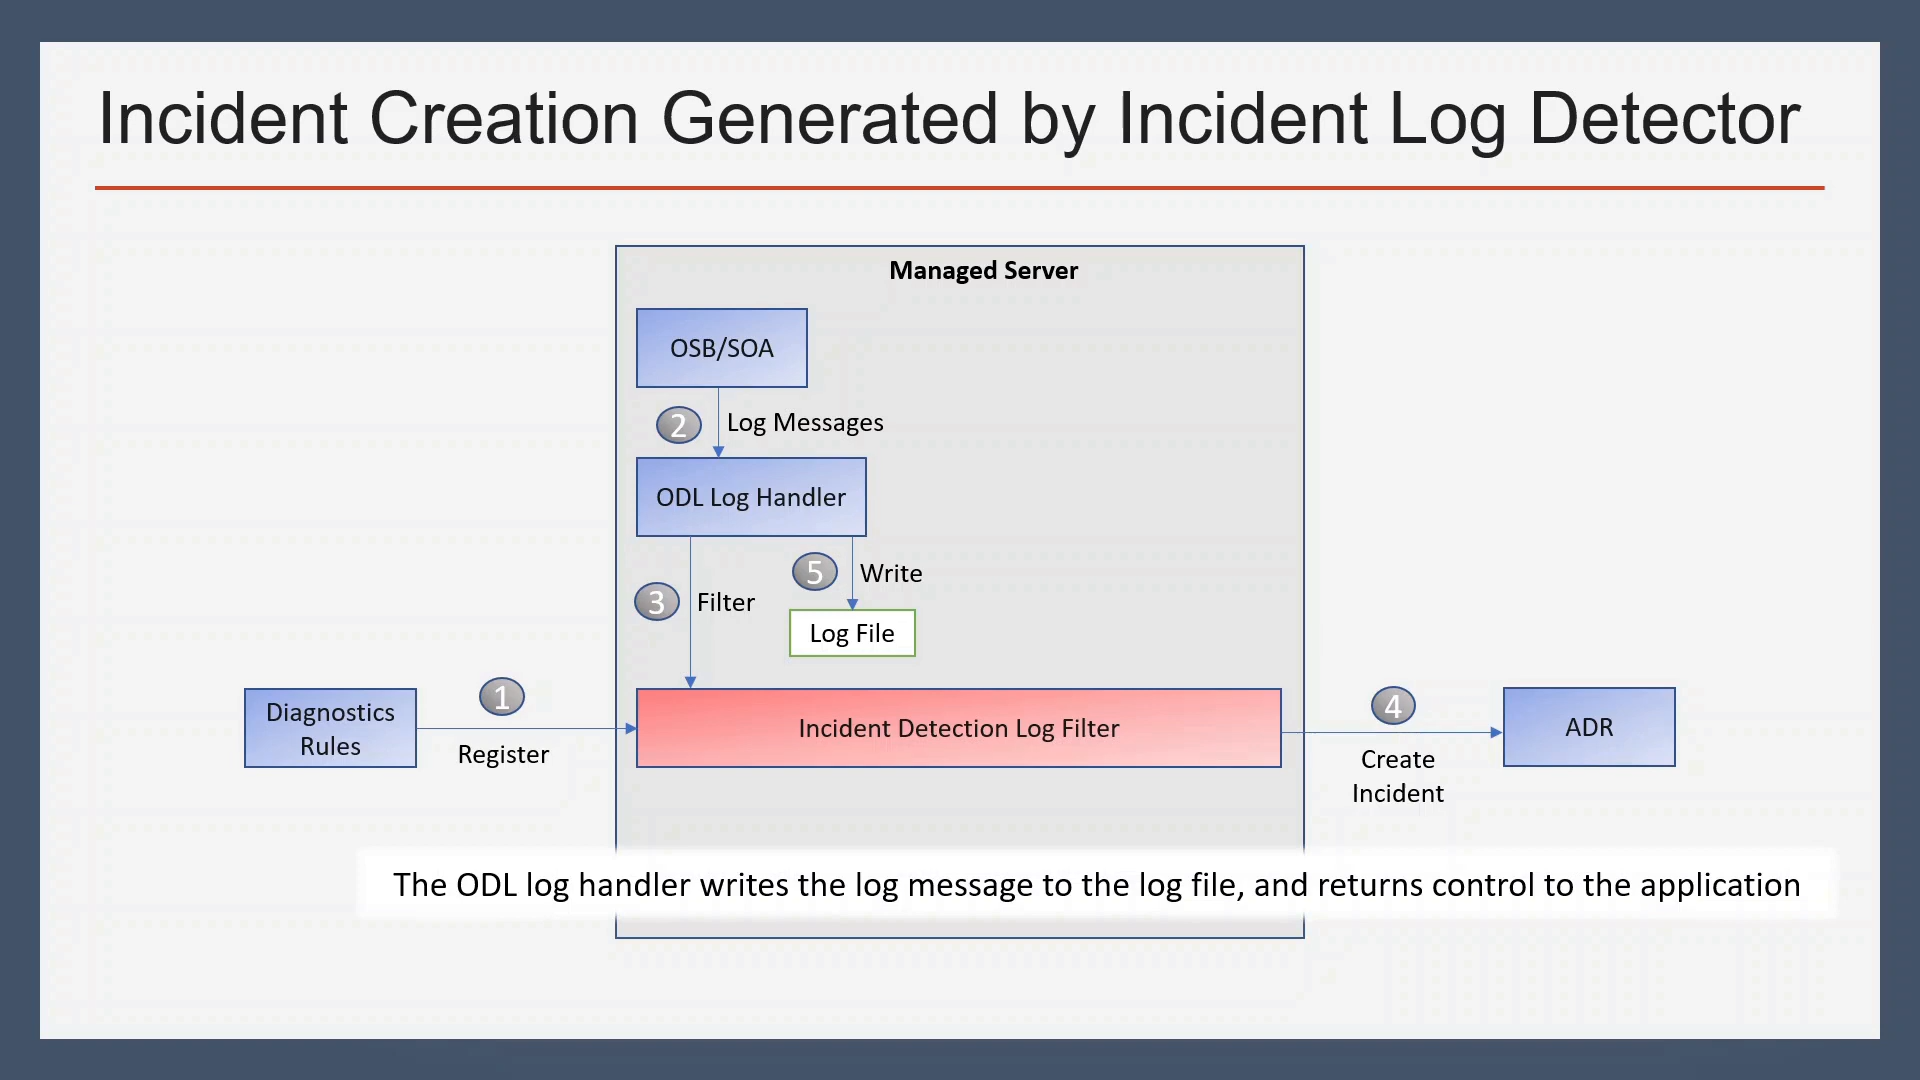 Incident Creation Generated by Incident Log Detector
Managed Server
OSB/SOA
2
Log Messages
ODL Log Handler
5
Write
3
Filter
Log File
Diagnostics
Rules
1
Register
Incident Detection Log Filter
4
Create
Incident
ADR
The ODL log handler writes the log message to the log file, and returns control to the application